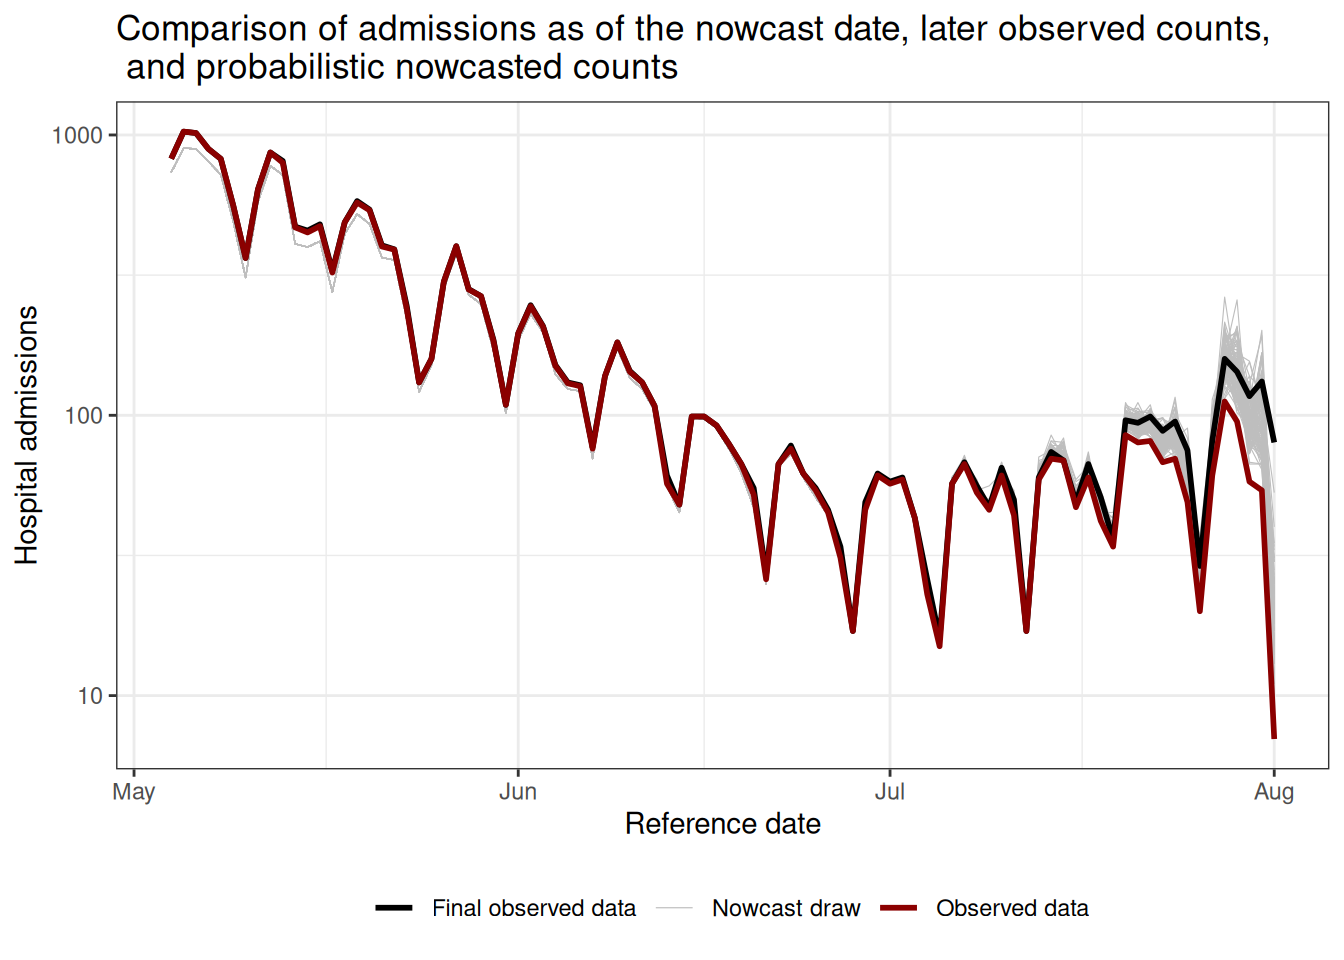 Comparison of admissions as of the nowcast date, later observed counts,
and probabilistic nowcasted counts
1000
100
10
Hospital admissions
May Jun Jul Aug
Reference date
Final observed data Nowcast draw Observed data